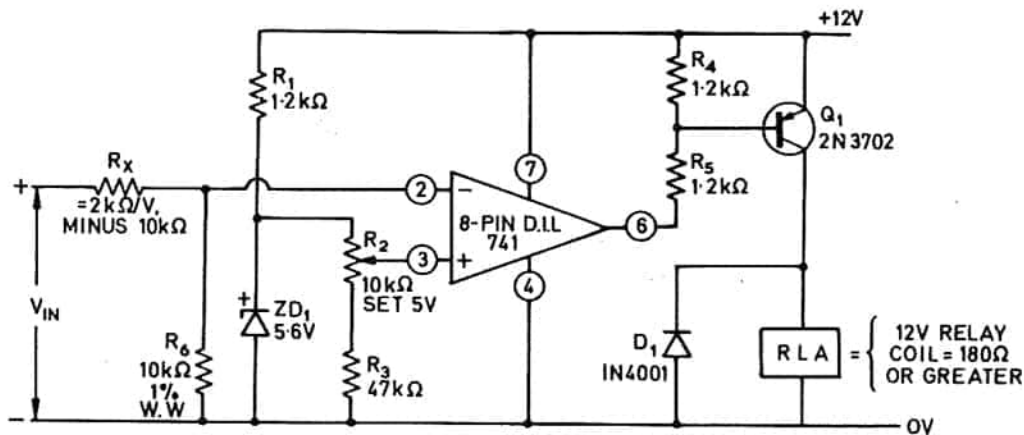 +12V
R1
1·2kΩ
R4
1·2kΩ
Q1
2N 3702
RX
=2kΩ/V,
MINUS 10kΩ
+
2
−
7
8-PIN D.I.L
741
6
R5
1·2kΩ
R2
10kΩ
SET 5V
3
+
4
VIN
+
ZD1
5·6V
R6
10kΩ
1%
W.W
R3
47kΩ
D1
IN4001
RLA
=
12V RELAY
COIL = 180Ω
OR GREATER
−
0V